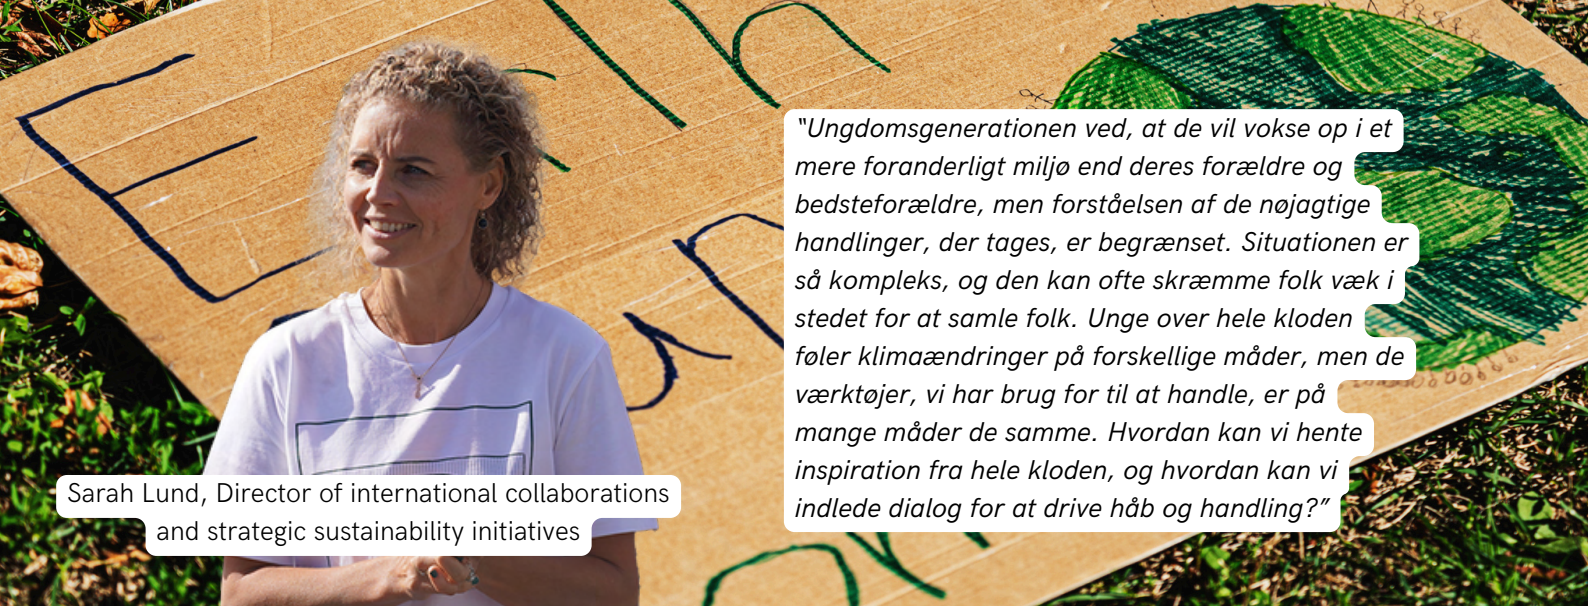 "Ungdomsgenerationen ved, at de vil vokse op i et
mere foranderligt miljø end deres forældre og
bedsteforældre, men forståelsen af de nøjagtige
handlinger, der tages, er begrænset. Situationen er
så kompleks, og den kan ofte skræmme folk væk i
stedet for at samle folk. Unge over hele kloden
føler klimaændringer på forskellige måder, men de
værktøjer, vi har brug for til at handle, er på
mange måder de samme. Hvordan kan vi hente
inspiration fra hele kloden, og hvordan kan vi
indlede dialog for at drive håb og handling?”
Sarah Lund, Director of international collaborations
and strategic sustainability initiatives